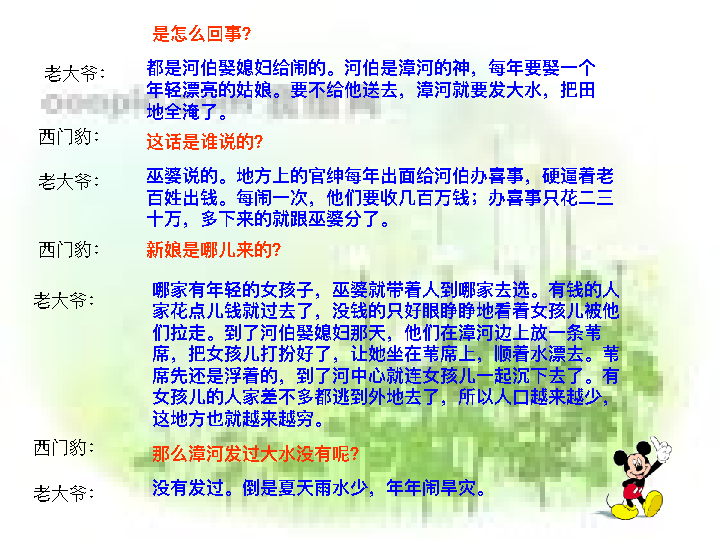 是怎么回事?
老大爷： 都是河伯娶媳妇给闹的。河伯是漳河的神，每年要娶一个
年轻漂亮的姑娘。要不给他送去，漳河就要发大水，把田
地全淹了。
西门豹： 这话是谁说的?
老大爷： 巫婆说的。地方上的官绅每年出面给河伯办喜事，硬逼着老
百姓出钱。每闹一次，他们要收几百万钱；办喜事只花二三
十万，多下来的就跟巫婆分了。
西门豹： 新娘是哪儿来的?
老大爷： 哪家有年轻的女孩子，巫婆就带着人到哪家去选。有钱的人
家花点儿钱就过去了，没钱的只好眼睁睁地看着女孩儿被他
们拉走。到了河伯娶媳妇那天，他们在漳河边上放一条苇
席，把女孩儿打扮好了，让她坐在苇席上，顺着水漂去。苇
席先还是浮着的，到了河中心就连女孩儿一起沉下去了。有
女孩儿的人家差不多都逃到外地去了，所以人口越来越少，
这地方也就越来越穷。
西门豹： 那么漳河发过大水没有呢?
老大爷： 没有发过。倒是夏天雨水少，年年闹旱灾。